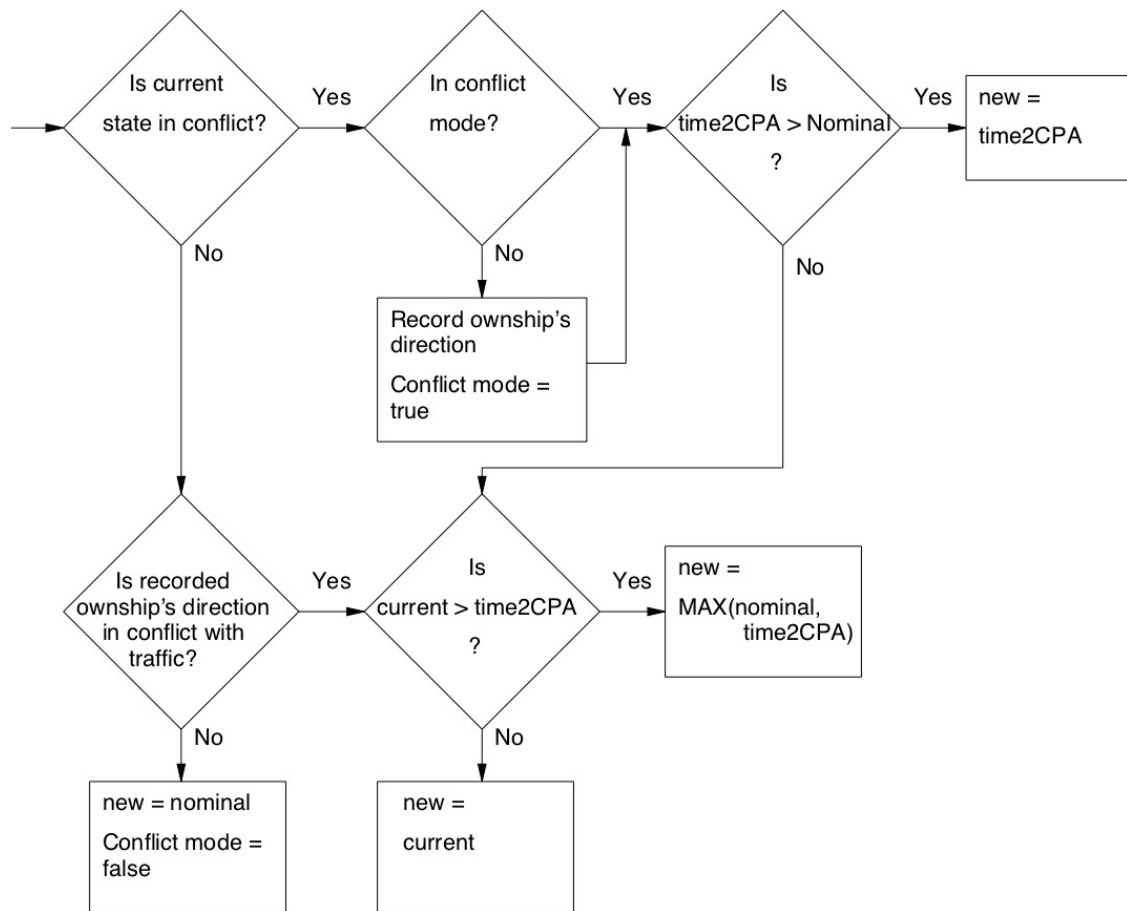 Is current
state in conflict?
Yes
In conflict
mode?
Yes
Is
time2CPA > Nominal
?
Yes
new =
time2CPA
No
No
No
Record ownship’s
direction
Conflict mode =
true
Is recorded
ownship’s direction
in conflict with
traffic?
Yes
Is
current > time2CPA
?
Yes
new =
MAX(nominal,
time2CPA)
No
No
new = nominal
Conflict mode =
false
new =
current